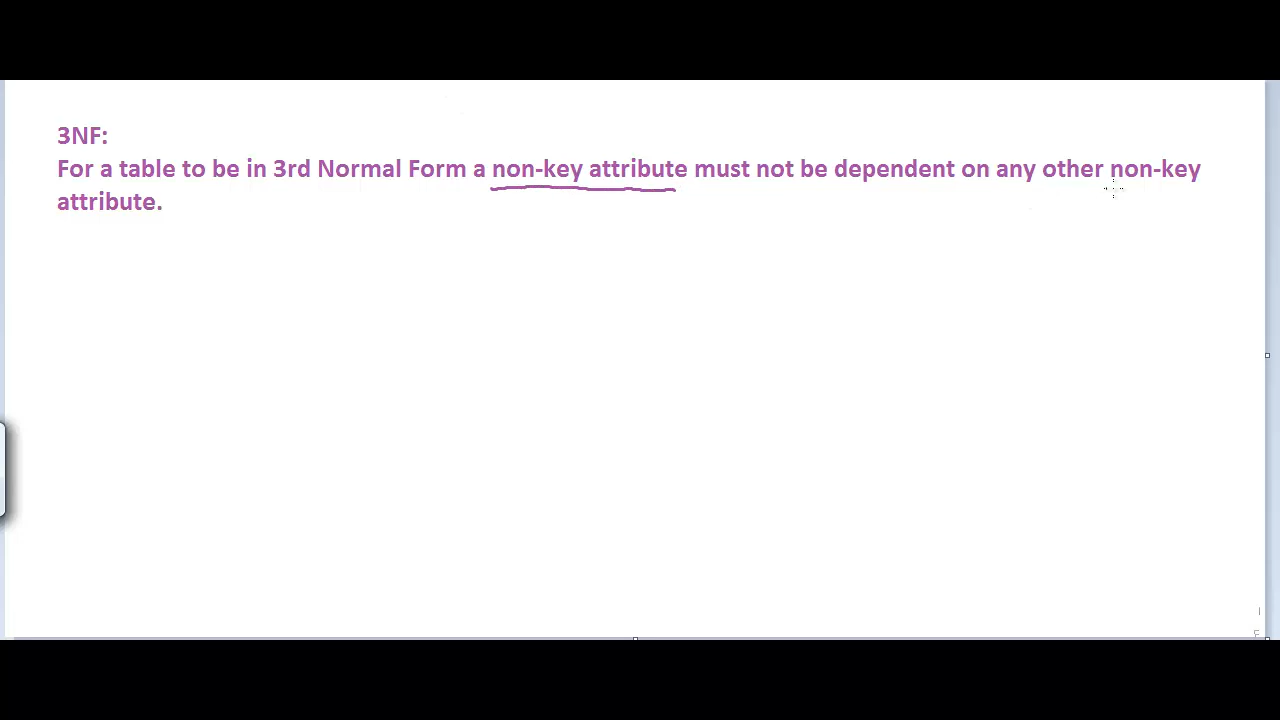 3NF:
For a table to be in 3rd Normal Form a non-key attribute must not be dependent on any other non-key
attribute.